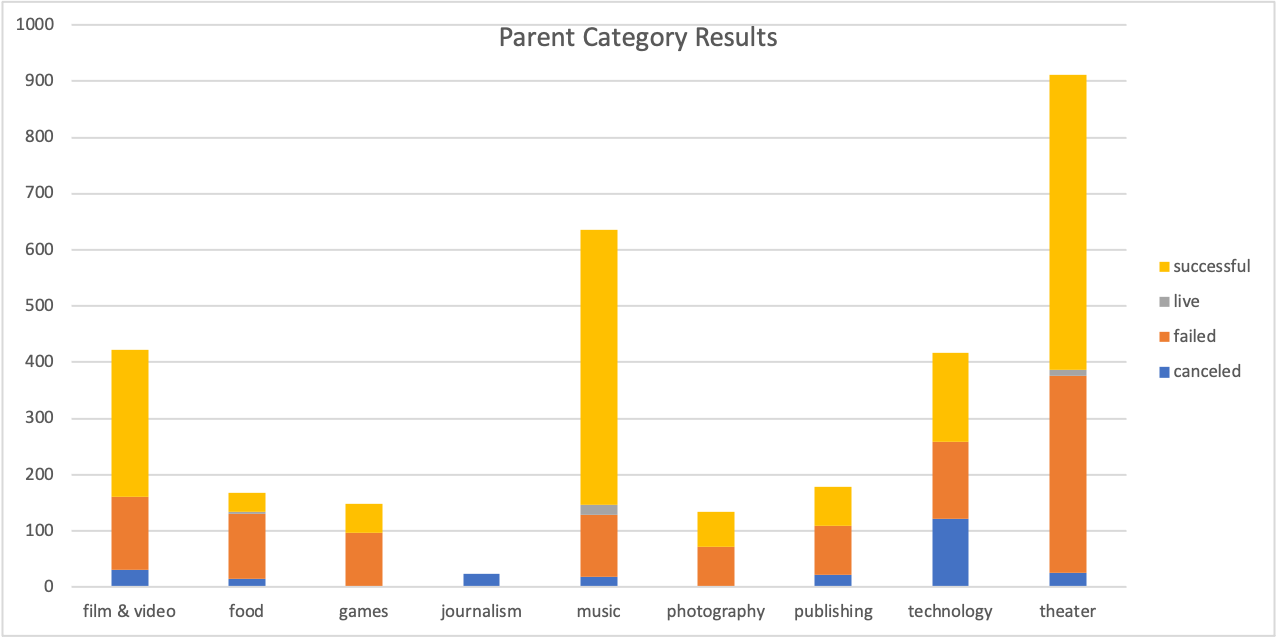 Parent Category Results
1000
900
800
700
600
500
400
300
200
100
0
film & video food games journalism music photography publishing technology theater
successful
live
failed
canceled